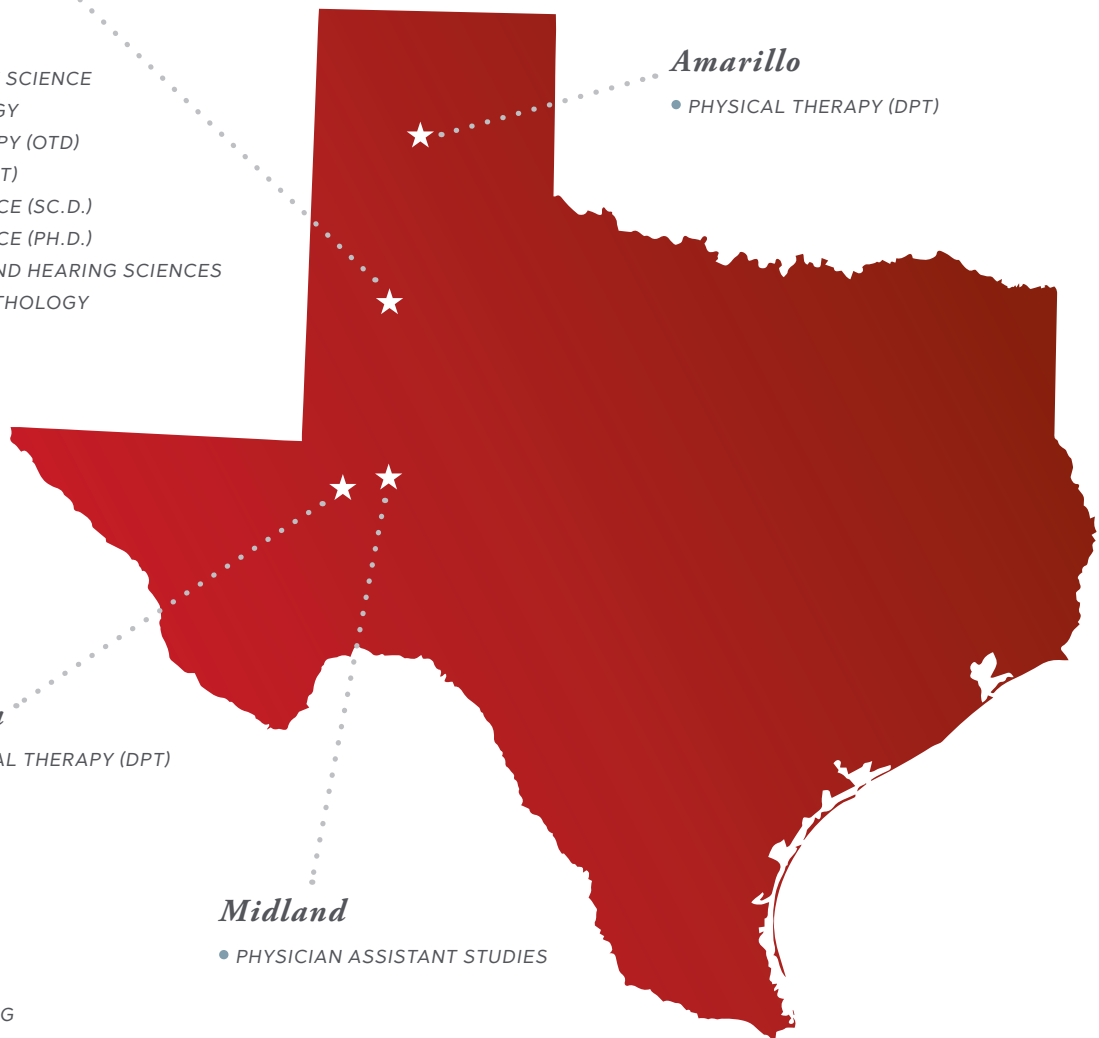 SCIENCE
GY
PY (OTD)
T)
CE (SC.D.)
CE (PH.D.)
ND HEARING SCIENCES
THOLOGY
Amarillo
• PHYSICAL THERAPY (DPT)
a
AL THERAPY (DPT)
Midland
• PHYSICIAN ASSISTANT STUDIES
G